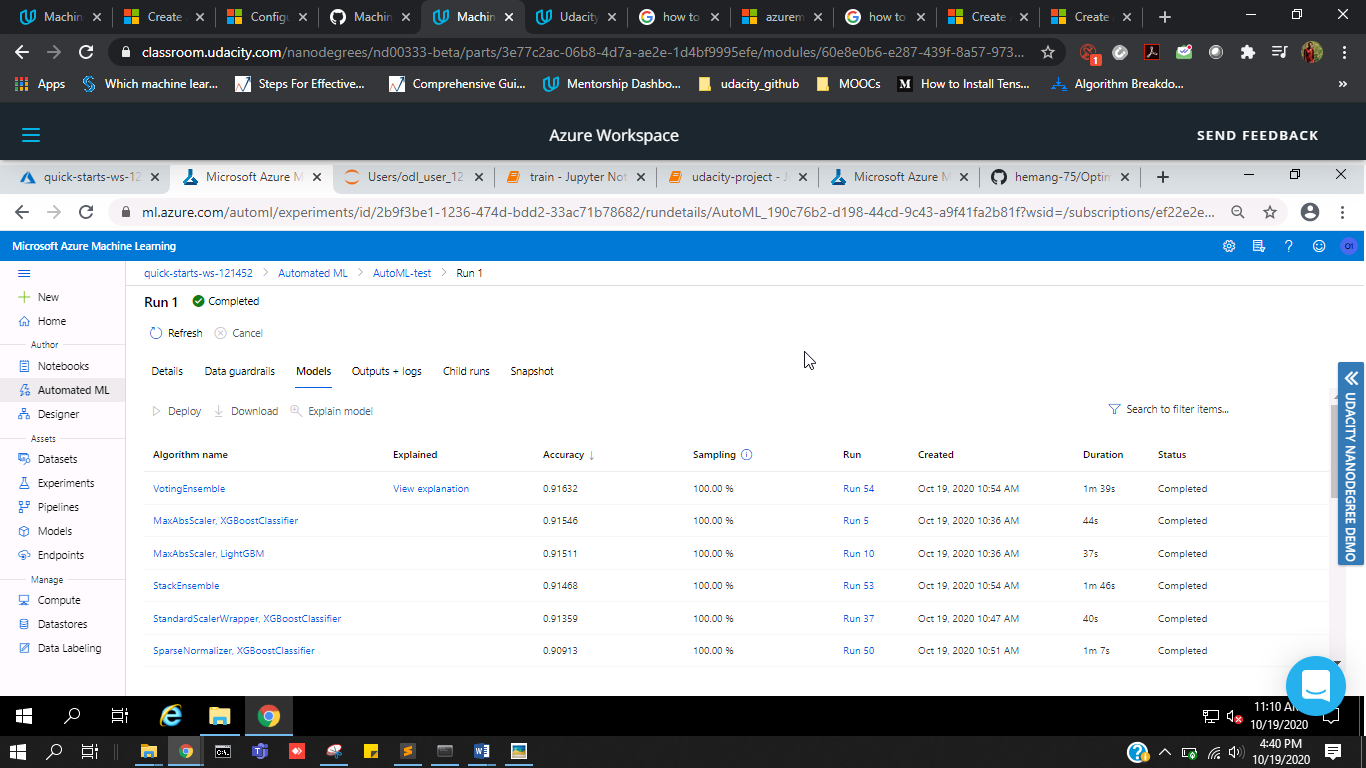 Machin
Create A
Configu
Machin
Machin
Udacity
how to
azurem
how to
Create A
Create A
classroom.udacity.com/nanodegrees/nd00333-beta/parts/3e77c2ac-06b8-4d7a-ae2e-1d4bf9995efe/modules/60e8e0b6-e287-439f-8a57-973...
1
Apps
Which machine lear...
Steps For Effective...
Comprehensive Gui...
Mentorship Dashbo...
udacity_github
MOOCs
How to Install Tens...
Algorithm Breakdo...
»
Azure Workspace
SEND FEEDBACK
quick-starts-ws-12
Microsoft Azure M
Users/odl_user_12
train - Jupyter Not
udacity-project - J
Microsoft Azure M
hemang-75/Optim
ml.azure.com/automl/experiments/id/2b9f3be1-1236-474d-bdd2-33ac71b78682/rundetails/AutoML_190c76b2-d198-44cd-9c43-a9f41fa2b81f?wsid=/subscriptions/ef22e2e...
Microsoft Azure Machine Learning
quick-starts-ws-121452 > Automated ML > AutoML-test > Run 1
New
Home
Author
Notebooks
Automated ML
Designer
Assets
Datasets
Experiments
Pipelines
Models
Endpoints
Manage
Compute
Datastores
Data Labeling
Run 1 Completed
Refresh Cancel
Details Data guardrails Models Outputs + logs Child runs Snapshot
Deploy Download Explain model Search to filter items...
Algorithm name Explained Accuracy ↓ Sampling Run Created Duration Status
VotingEnsemble View explanation 0.91632 100.00 % Run 54 Oct 19, 2020 10:54 AM 1m 39s Completed
MaxAbsScaler, XGBoostClassifier 0.91546 100.00 % Run 5 Oct 19, 2020 10:36 AM 44s Completed
MaxAbsScaler, LightGBM 0.91511 100.00 % Run 10 Oct 19, 2020 10:36 AM 37s Completed
StackEnsemble 0.91468 100.00 % Run 53 Oct 19, 2020 10:54 AM 1m 46s Completed
StandardScalerWrapper, XGBoostClassifier 0.91359 100.00 % Run 37 Oct 19, 2020 10:47 AM 40s Completed
SparseNormalizer, XGBoostClassifier 0.90913 100.00 % Run 50 Oct 19, 2020 10:51 AM 1m 7s Completed
UDACITY NANODEGREE DEMO
11:10 A
10/19/2020
4:40 PM
10/19/2020